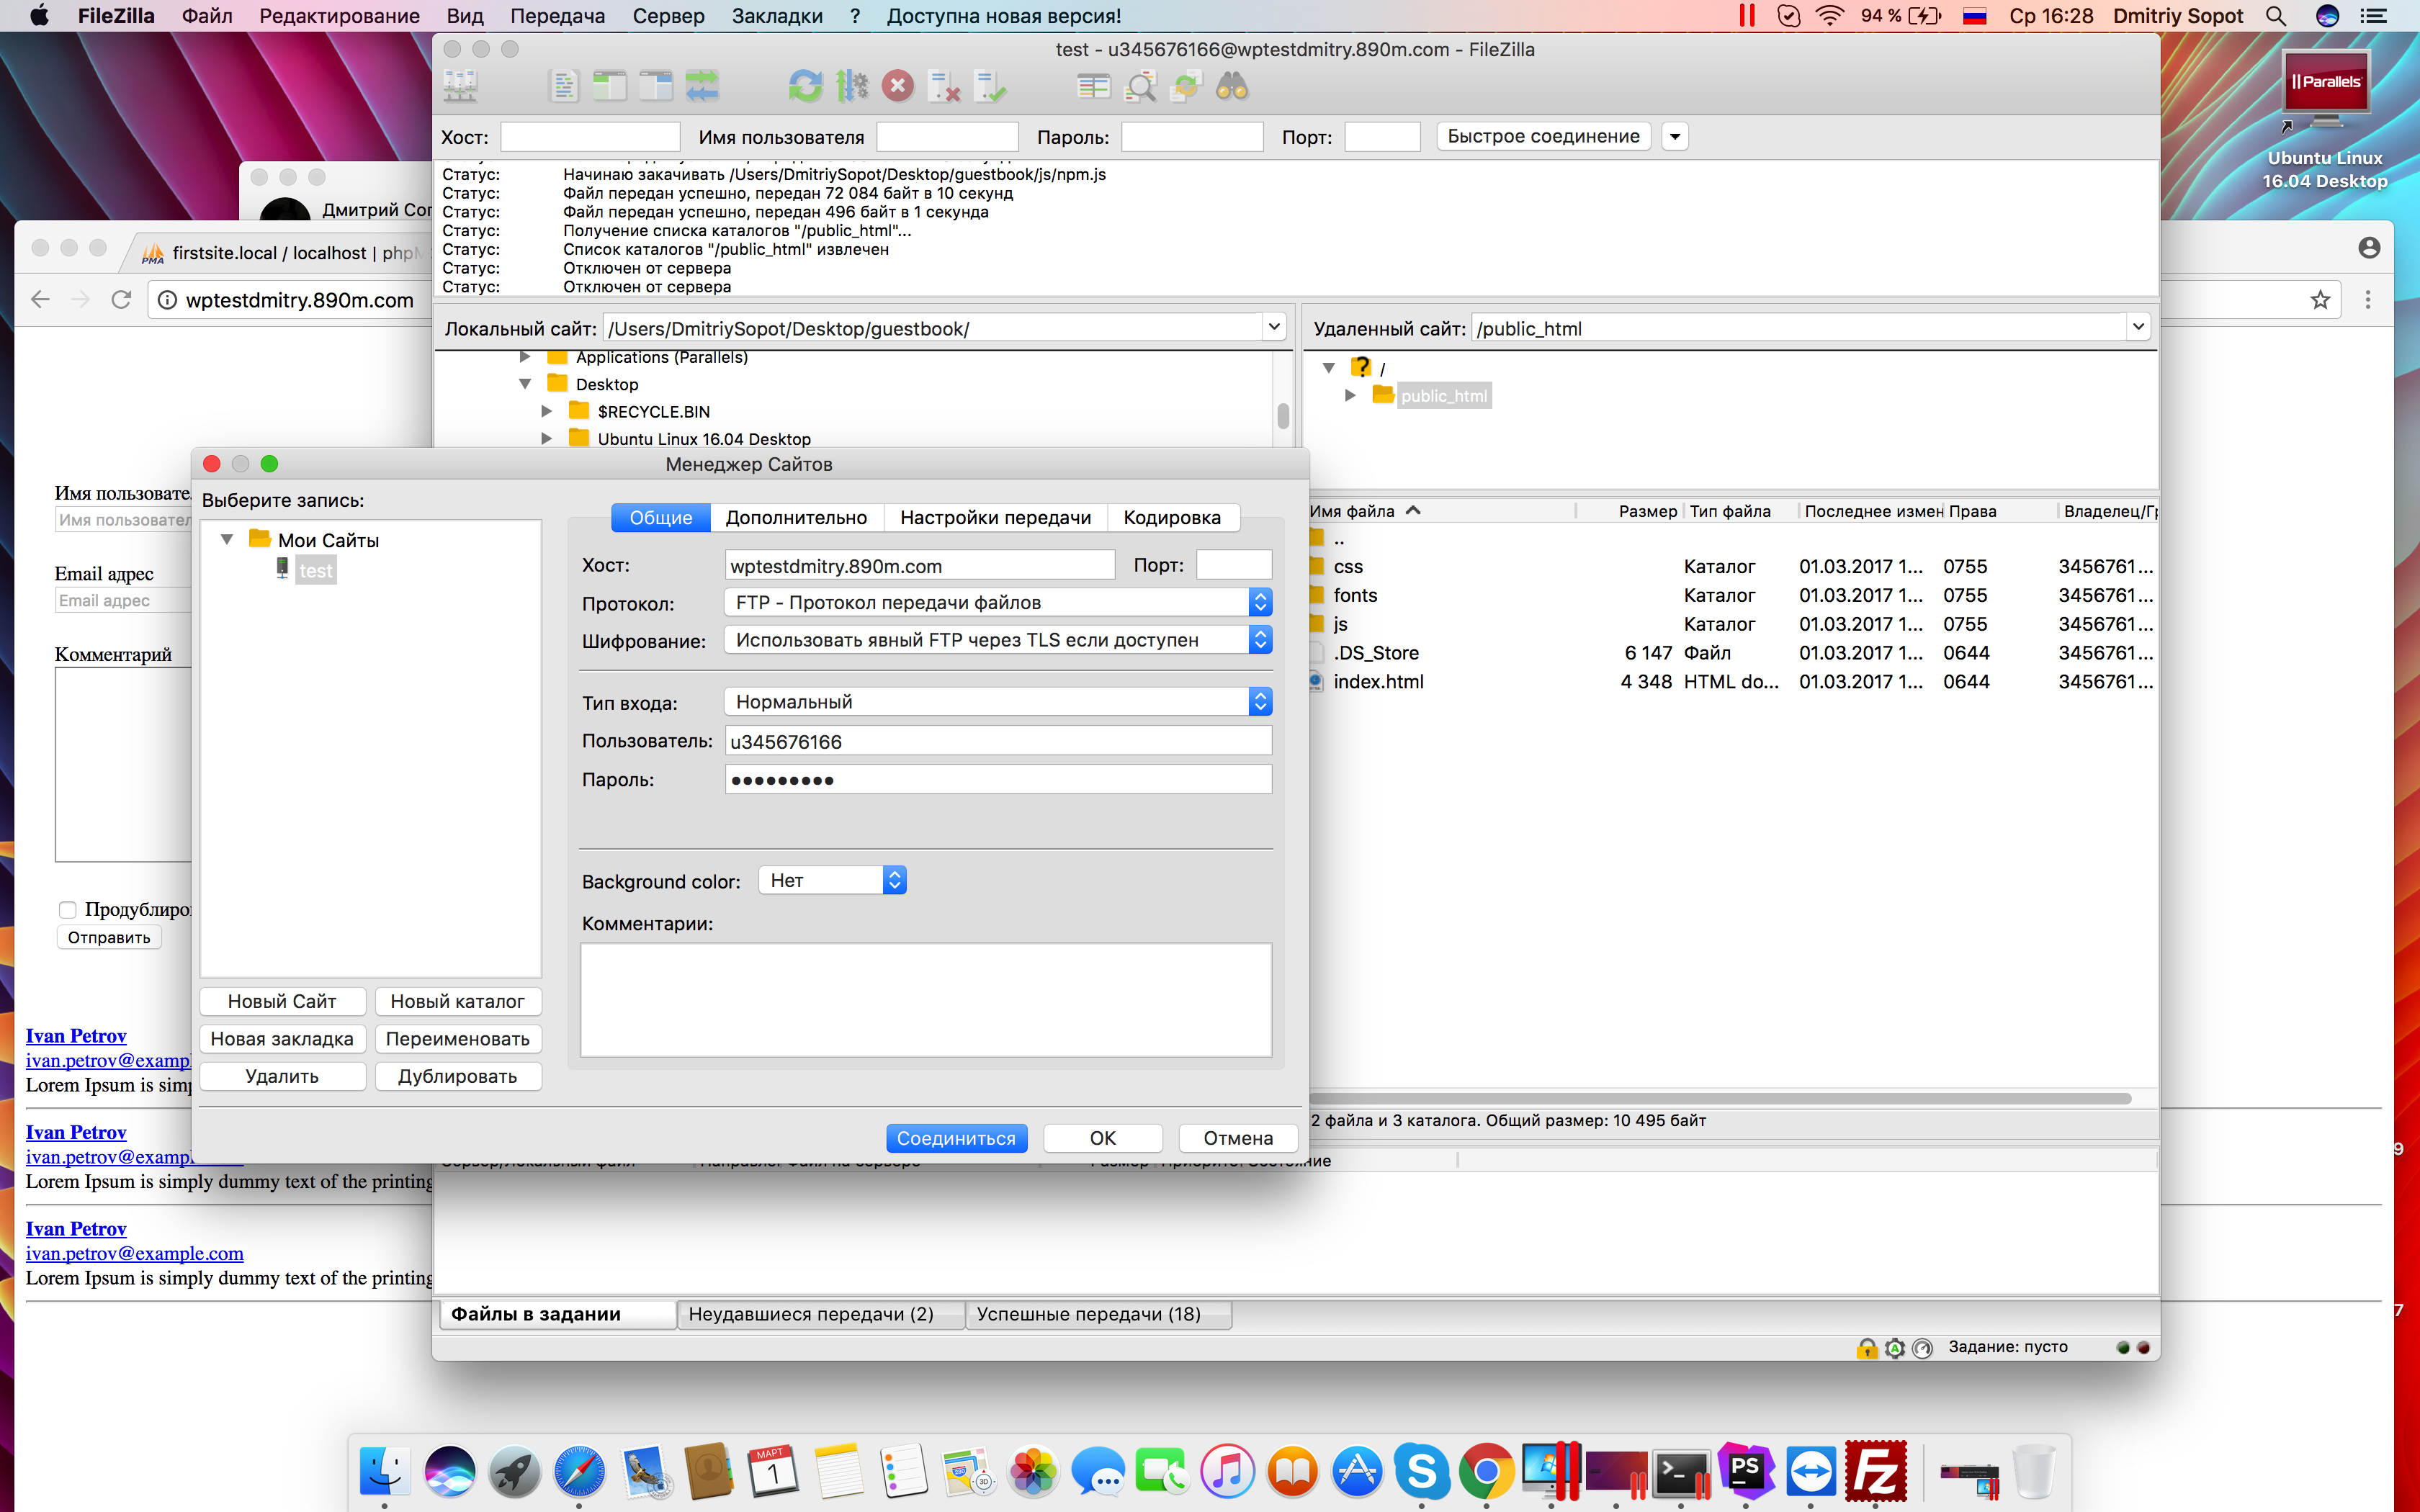 FileZilla Файл Редактирование Вид Передача Сервер Закладки ? Доступна новая версия! 94 % Ср 16:28 Dmitriy Sopot
test - u345676166@wptestdmitry.890m.com - FileZilla
|| Parallels
Ubuntu Linux
16.04 Desktop
Хост: Имя пользователя Пароль: Порт: Быстрое соединение
Статус: Начинаю закачивать /Users/DmitriySopot/Desktop/guestbook/js/npm.js
Статус: Файл передан успешно, передан 72 084 байт в 10 секунд
Статус: Файл передан успешно, передан 496 байт в 1 секунда
Статус: Получение списка каталогов "/public_html"...
Статус: Список каталогов "/public_html" извлечен
Статус: Отключен от сервера
Статус: Отключен от сервера
Дмитрий
PMA firstsite.local / localhost |
wptestdmitry.890m.com
Локальный сайт: /Users/DmitriySopot/Desktop/guestbook/
Applications (Parallels)
Desktop
$RECYCLE.BIN
Ubuntu Linux 16.04 Desktop
Удаленный сайт: /public_html
/
public_html
Имя файла Размер Тип файла Последнее измен Права Владелец/Гр
..
css Каталог 01.03.2017 1... 0755 3456761...
fonts Каталог 01.03.2017 1... 0755 3456761...
js Каталог 01.03.2017 1... 0755 3456761...
.DS_Store 6 147 Файл 01.03.2017 1... 0644 3456761...
index.html 4 348 HTML do... 01.03.2017 1... 0644 3456761...
2 файла и 3 каталога. Общий размер: 10 495 байт
Менеджер Сайтов
Выберите запись:
Мои Сайты
test
Новый Сайт Новый каталог
Новая закладка Переименовать
Удалить Дублировать
Общие Дополнительно Настройки передачи Кодировка
Хост: wptestdmitry.890m.com Порт:
Протокол: FTP - Протокол передачи файлов
Шифрование: Использовать явный FTP через TLS если доступен
Тип входа: Нормальный
Пользователь: u345676166
Пароль: •••••••••
Background color: Нет
Комментарии:
Соединиться ОК Отмена
Имя пользовате
Имя пользовател
Email адрес
Email адрес
Комментарий
Продублиро
Отправить
Ivan Petrov
ivan.petrov@exampl
Lorem Ipsum is simp
Ivan Petrov
ivan.petrov@exampl
Lorem Ipsum is simply dummy text of the printing
Ivan Petrov
ivan.petrov@example.com
Lorem Ipsum is simply dummy text of the printing
Файлы в задании Неудавшиеся передачи (2) Успешные передачи (18)
Задание: пусто
9
7
МАРТ
1
280
3D
S
PS
Fz